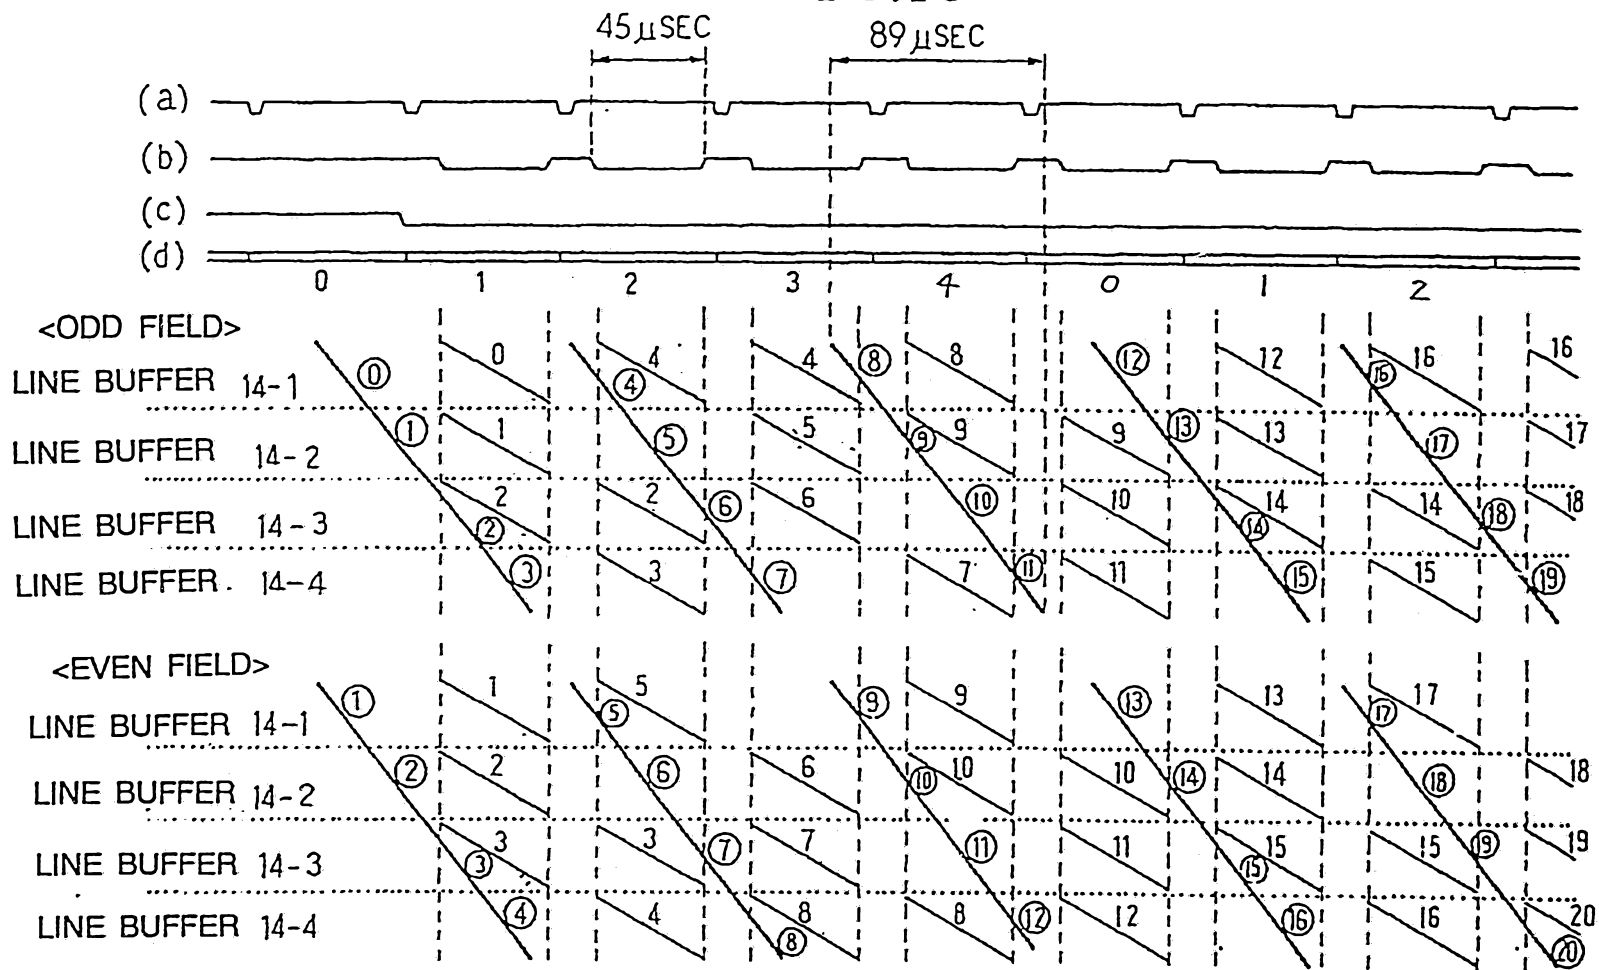 45µSEC 89µSEC
(a)
(b)
(c)
(d)
0 1 2 3 4 0 1 2
<ODD FIELD>
0 4 4 ⑧ 8 ⑫ 12 16 16
LINE BUFFER 14-1 ⓪ ④ ⑯
LINE BUFFER 14-2 ① 1 ⑤ 5 ⑨ 9 9 ⑬ 13 ⑰ 17
LINE BUFFER 14-3 2 ② 2 ⑥ 6 ⑩ 10 14 ⑭ 14 ⑱ 18
LINE BUFFER. 14-4 ③ 3 ⑦ 7 ⑪ 11 ⑮ 15 ⑲
<EVEN FIELD>
LINE BUFFER 14-1 ① 1 5 ⑤ ⑨ 9 ⑬ 13 17 ⑰
LINE BUFFER 14-2 ② 2 ⑥ 6 ⑩ 10 10 ⑭ 14 ⑱ 18
LINE BUFFER 14-3 3 ③ 3 ⑦ 7 ⑪ 11 15 ⑮ 15 ⑲ 19
LINE BUFFER 14-4 ④ 4 8 ⑧ 8 ⑫ 12 ⑯ 16 20 ⑳